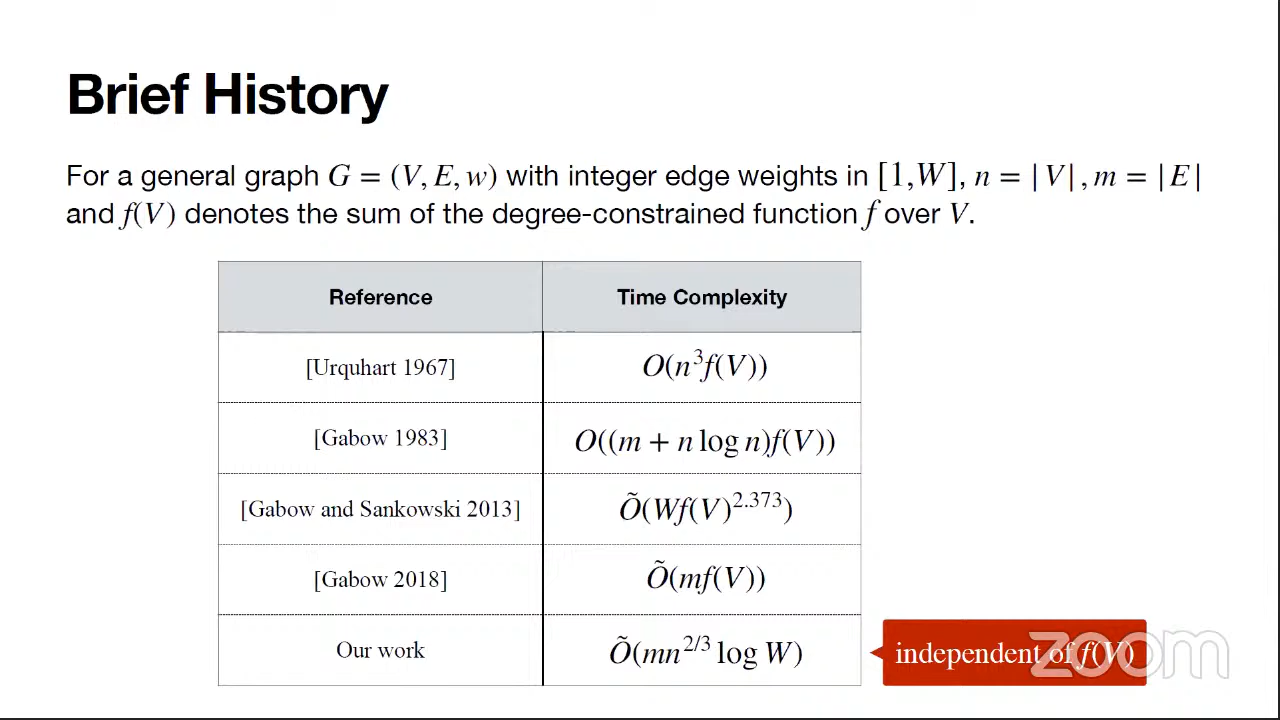 Brief History
For a general graph G = (V, E, w) with integer edge weights in [1,W], n = |V|, m = |E|
and f(V) denotes the sum of the degree-constrained function f over V.
Reference Time Complexity
[Urquhart 1967] O(n³f(V))
[Gabow 1983] O((m + n log n)f(V))
[Gabow and Sankowski 2013] Õ(Wf(V)^2.373)
[Gabow 2018] Õ(mf(V))
Our work Õ(mn^2/3 log W)
independent of f(V)
zoom